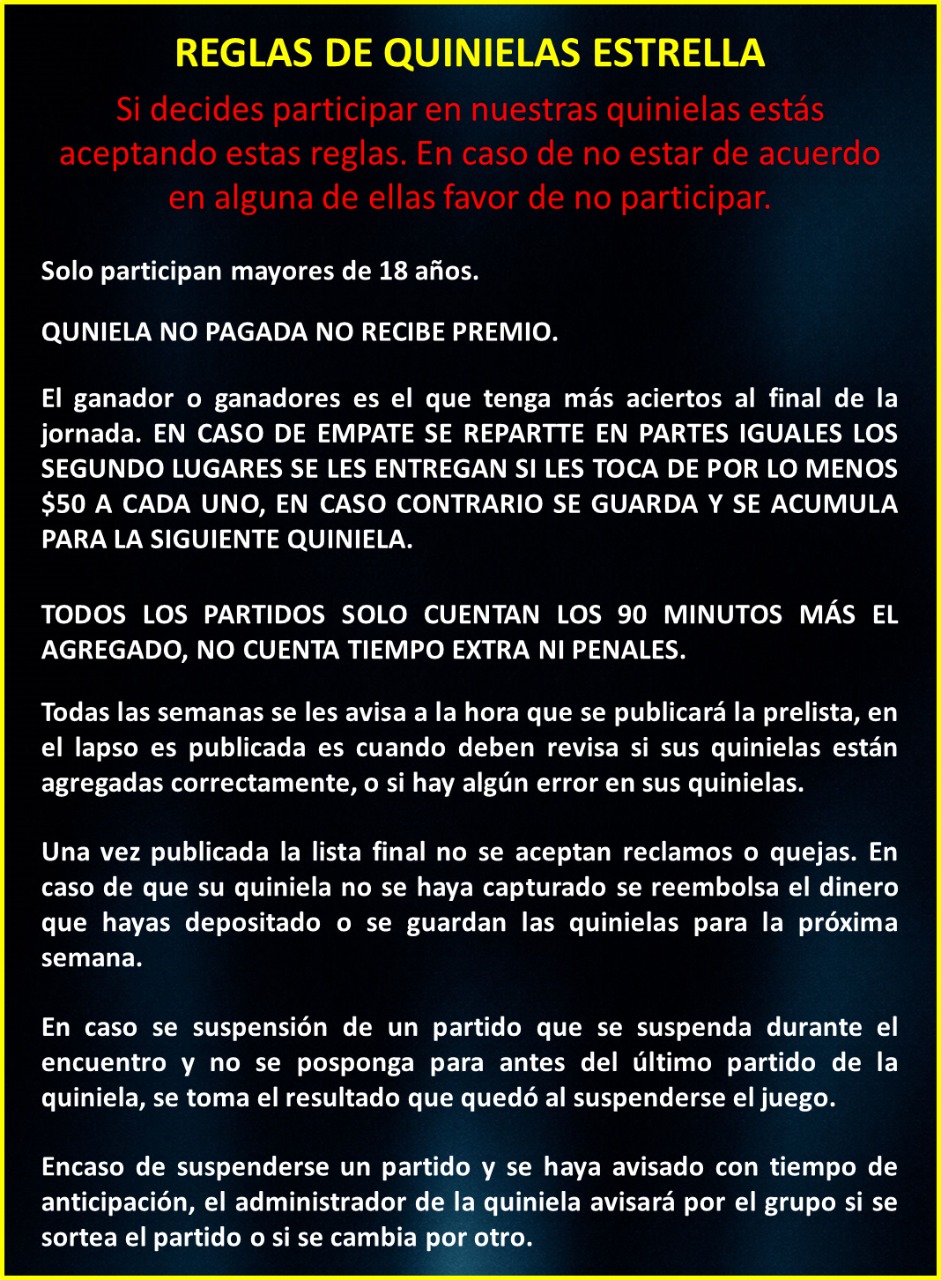 REGLAS DE QUINIELAS ESTRELLA
Si decides participar en nuestras quinielas estás
aceptando estas reglas. En caso de no estar de acuerdo
en alguna de ellas favor de no participar.
Solo participan mayores de 18 años.
QUNIELA NO PAGADA NO RECIBE PREMIO.
El ganador o ganadores es el que tenga más aciertos al final de la
jornada. EN CASO DE EMPATE SE REPARTTE EN PARTES IGUALES LOS
SEGUNDO LUGARES SE LES ENTREGAN SI LES TOCA DE POR LO MENOS
$50 A CADA UNO, EN CASO CONTRARIO SE GUARDA Y SE ACUMULA
PARA LA SIGUIENTE QUINIELA.
TODOS LOS PARTIDOS SOLO CUENTAN LOS 90 MINUTOS MÁS EL
AGREGADO, NO CUENTA TIEMPO EXTRA NI PENALES.
Todas las semanas se les avisa a la hora que se publicará la prelista, en
el lapso es publicada es cuando deben revisa si sus quinielas están
agregadas correctamente, o si hay algún error en sus quinielas.
Una vez publicada la lista final no se aceptan reclamos o quejas. En
caso de que su quiniela no se haya capturado se reembolsa el dinero
que hayas depositado o se guardan las quinielas para la próxima
semana.
En caso se suspensión de un partido que se suspenda durante el
encuentro y no se posponga para antes del último partido de la
quiniela, se toma el resultado que quedó al suspenderse el juego.
Encaso de suspenderse un partido y se haya avisado con tiempo de
anticipación, el administrador de la quiniela avisará por el grupo si se
sortea el partido o si se cambia por otro.